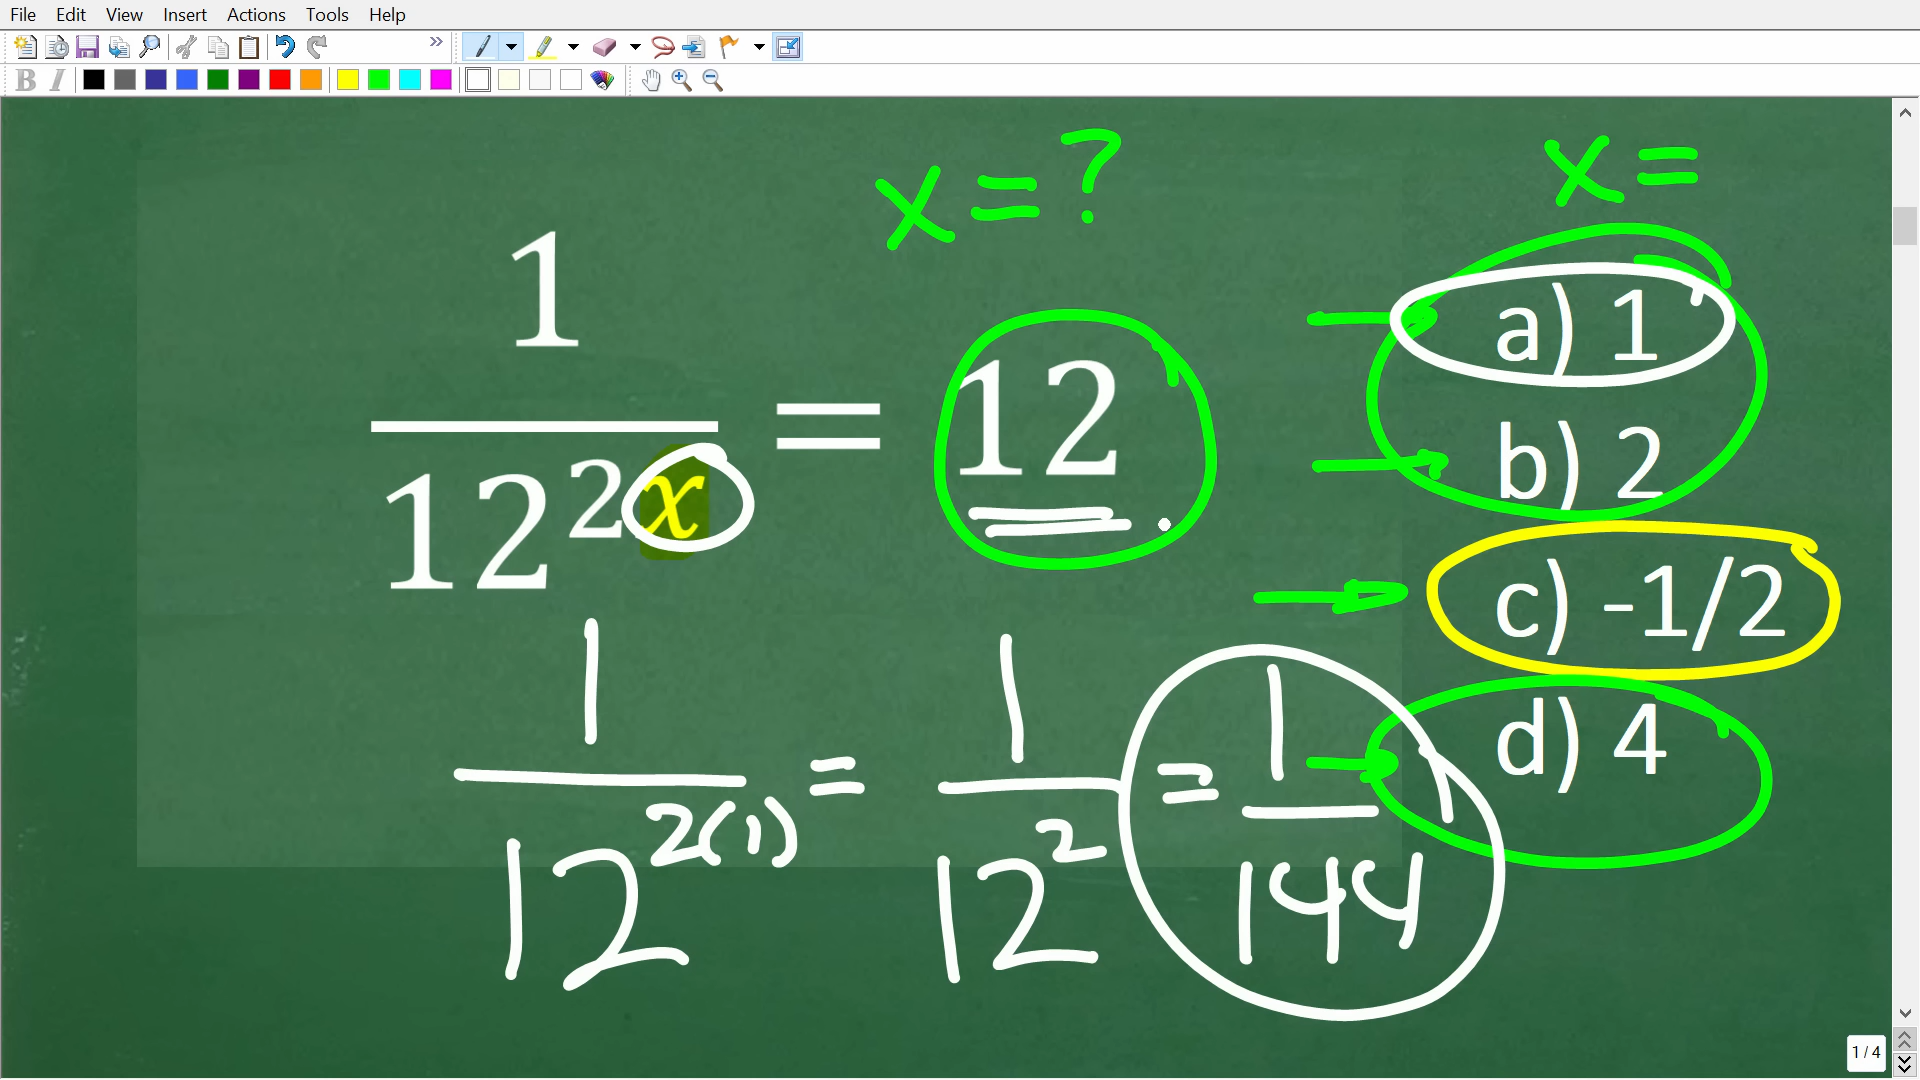 File Edit View Insert Actions Tools Help
B I
x = ?
x =
1
12^{2x}
= 12
a) 1
b) 2
c) -1/2
d) 4
1
12^{2(1)}
=
1
12^2
=
1
144
1 / 4